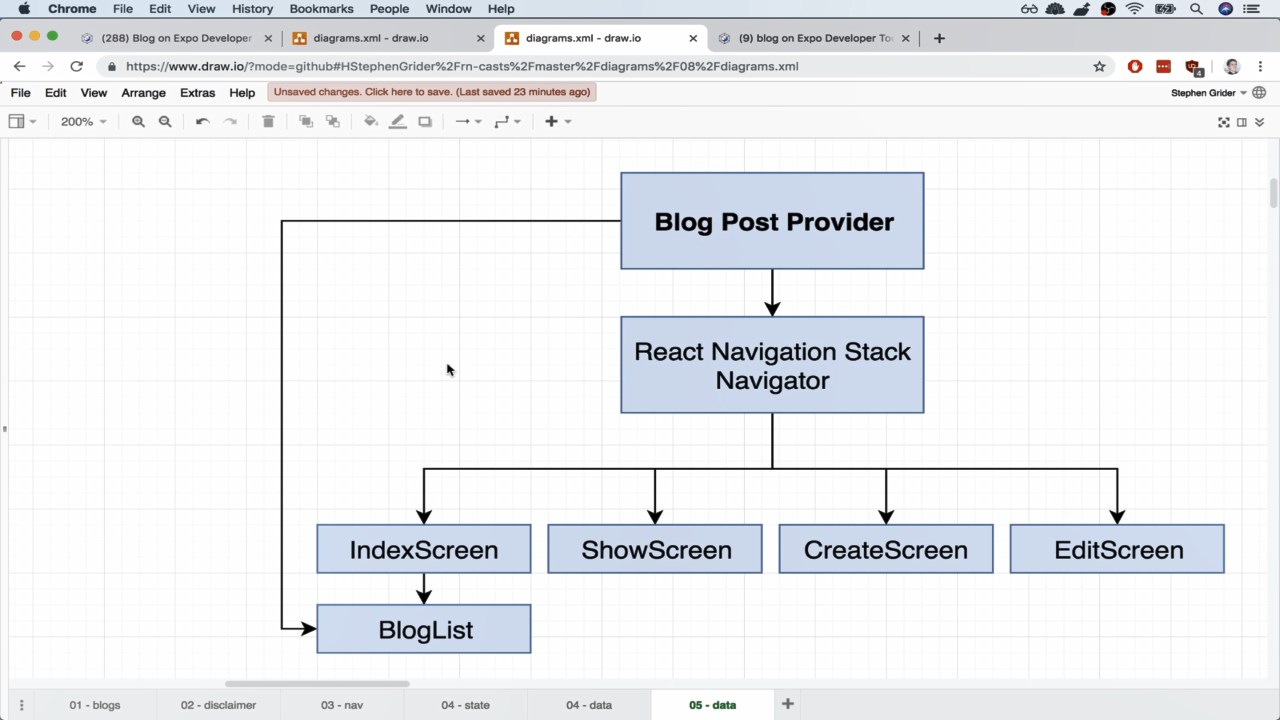 Chrome File Edit View History Bookmarks People Window Help
(288) Blog on Expo Developer
diagrams.xml - draw.io
diagrams.xml - draw.io
(9) blog on Expo Developer Too
https://www.draw.io/?mode=github#HStephenGrider%2Frn-casts%2Fmaster%2Fdiagrams%2F08%2Fdiagrams.xml
4
File Edit View Arrange Extras Help
Unsaved changes. Click here to save. (Last saved 23 minutes ago)
Stephen Grider
200%
Blog Post Provider
React Navigation Stack
Navigator
IndexScreen
ShowScreen
CreateScreen
EditScreen
BlogList
01 - blogs
02 - disclaimer
03 - nav
04 - state
04 - data
05 - data